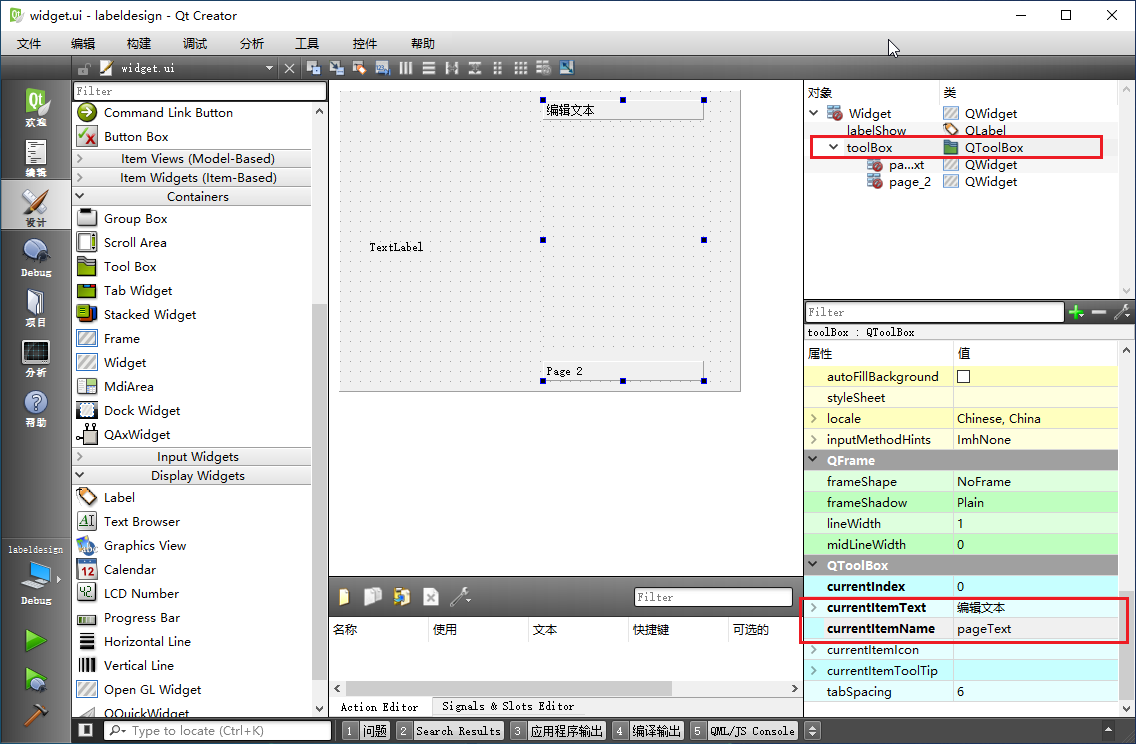 widget.ui - labeldesign - Qt Creator
文件 编辑 构建 调试 分析 工具 控件 帮助
widget.ui
Qt
欢迎
编辑
设计
Debug
项目
分析
帮助
labeldesign
Debug
Filter
Command Link Button
Button Box
Item Views (Model-Based)
Item Widgets (Item-Based)
Containers
Group Box
Scroll Area
Tool Box
Tab Widget
Stacked Widget
Frame
Widget
MdiArea
Dock Widget
QAxWidget
Input Widgets
Display Widgets
Label
Text Browser
Graphics View
Calendar
LCD Number
Progress Bar
Horizontal Line
Vertical Line
Open GL Widget
QQuickWidget
编辑文本
TextLabel
Page 2
Filter
名称 使用 文本 快捷键 可选的
Action Editor Signals & Slots Editor
对象 类
Widget QWidget
labelShow QLabel
toolBox QToolBox
pa...xt QWidget
page_2 QWidget
Filter
toolBox : QToolBox
属性 值
autoFillBackground
styleSheet
locale Chinese, China
inputMethodHints ImhNone
QFrame
frameShape NoFrame
frameShadow Plain
lineWidth 1
midLineWidth 0
QToolBox
currentIndex 0
currentItemText 编辑文本
currentItemName pageText
currentItemIcon
currentItemToolTip
tabSpacing 6
Type to locate (Ctrl+K) 1 问题 2 Search Results 3 应用程序输出 4 编译输出 5 QML/JS Console